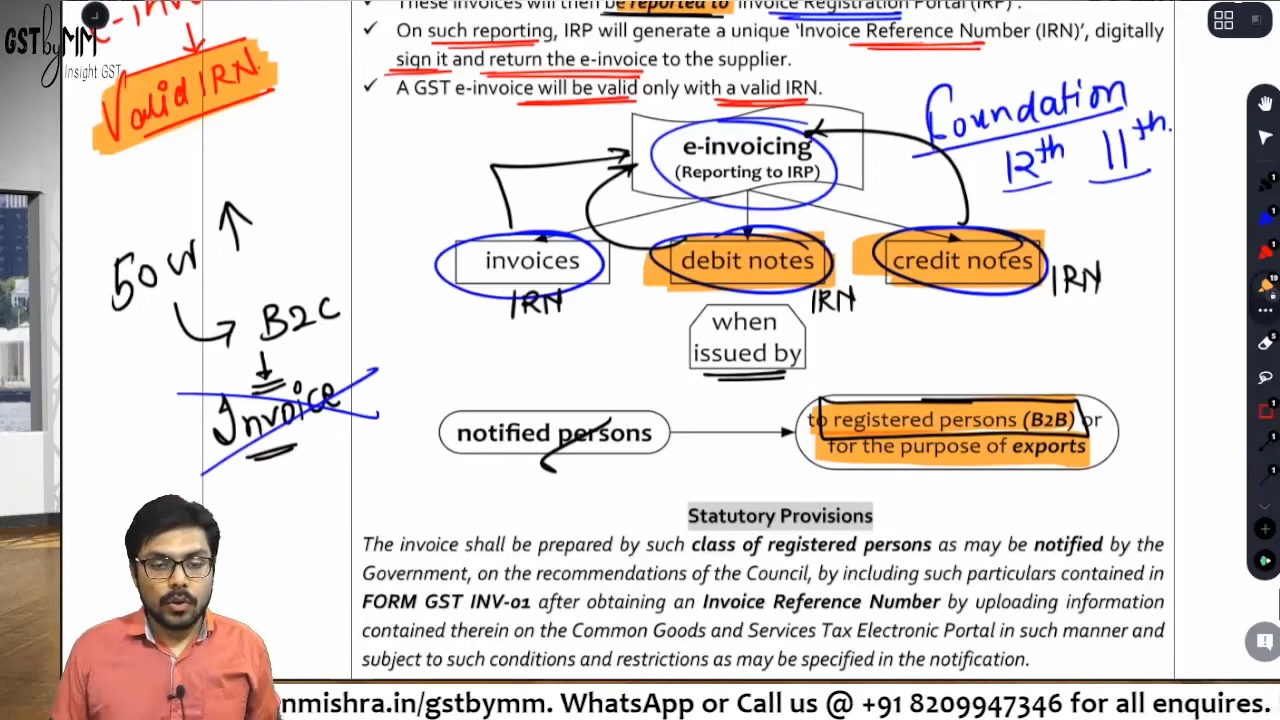 These invoices will then be reported to 'Invoice Registration Portal (IRP)'.
✓ On such reporting, IRP will generate a unique 'Invoice Reference Number (IRN)', digitally
sign it and return the e-invoice to the supplier.
✓ A GST e-invoice will be valid only with a valid IRN.
GSTbyMM
Insight GST
Valid IRN
Foundation
12th 11th
e-invoicing
(Reporting to IRP)
invoices
debit notes
credit notes
IRN
IRN
IRN
when
issued by
50 cr
B2C
Invoice
notified persons
to registered persons (B2B) or
for the purpose of exports
Statutory Provisions
The invoice shall be prepared by such class of registered persons as may be notified by the
Government, on the recommendations of the Council, by including such particulars contained in
FORM GST INV-01 after obtaining an Invoice Reference Number by uploading information
contained therein on the Common Goods and Services Tax Electronic Portal in such manner and
subject to such conditions and restrictions as may be specified in the notification.
nmishra.in/gstbymm. WhatsApp or Call us @ +91 8209947346 for all enquires.